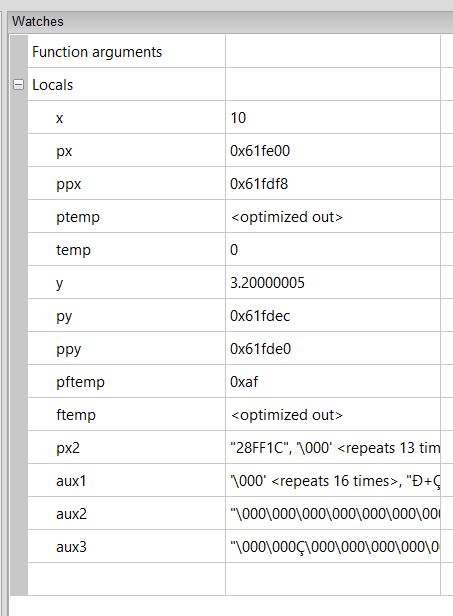 Watches
Function arguments
Locals
x 10
px 0x61fe00
ppx 0x61fdf8
ptemp <optimized out>
temp 0
y 3.20000005
py 0x61fdec
ppy 0x61fde0
pftemp 0xaf
ftemp <optimized out>
px2 "28FF1C", '\000' <repeats 13 tim
aux1 '\000' <repeats 16 times>, "Ð+Ç
aux2 "\000\000\000\000\000\000\00
aux3 "\000\000Ç\000\000\000\000\0